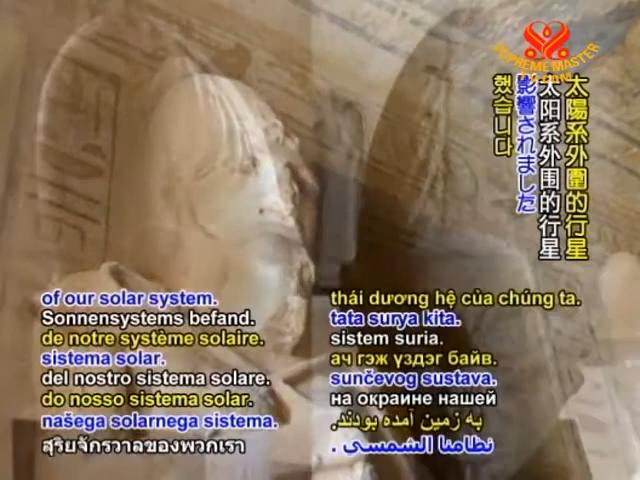 SUPREME MASTER
太陽系外圍的行星
太阳系外围的行星
影響されました
했습니다
of our solar system.
Sonnensystems befand.
de notre système solaire.
sistema solar.
del nostro sistema solare.
do nosso sistema solar.
našega solarnega sistema.
สุริยจักรวาลของพวกเรา
thái dương hệ của chúng ta.
tata surya kita.
sistem suria.
ач гэж үздэг байв.
sunčevog sustava.
на окраине нашей
به زمین آمده بودند.
نظامنا الشمسي .